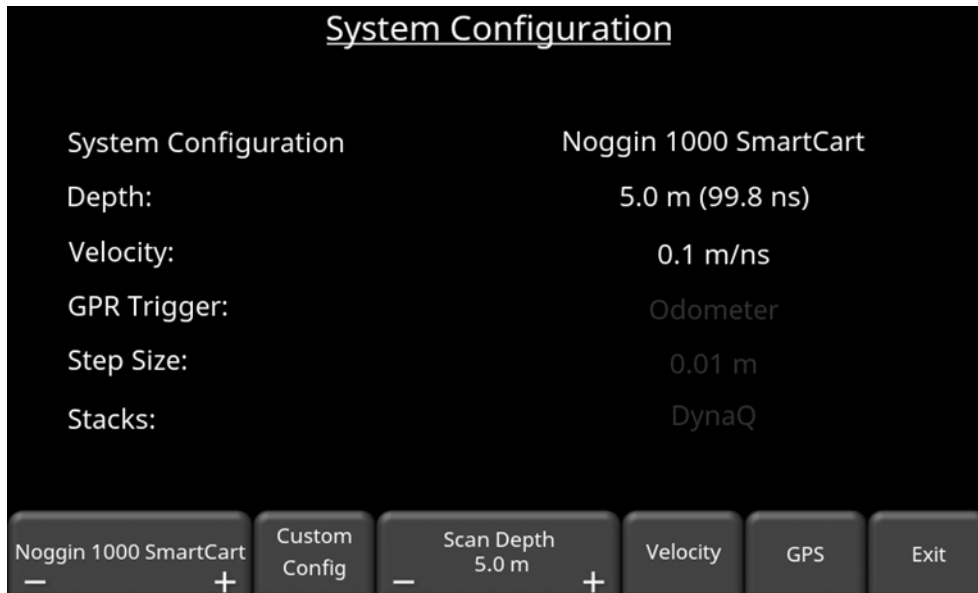 System Configuration
System Configuration Noggin 1000 SmartCart
Depth: 5.0 m (99.8 ns)
Velocity: 0.1 m/ns
GPR Trigger: Odometer
Step Size: 0.01 m
Stacks: DynaQ
Noggin 1000 SmartCart
− +
Custom
Config
Scan Depth
5.0 m
− +
Velocity
GPS
Exit